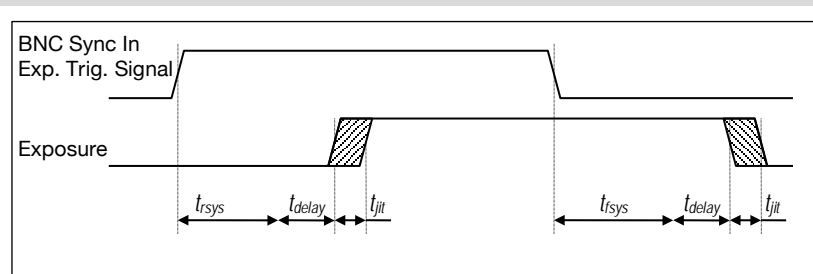 BNC Sync In
Exp. Trig. Signal
Exposure
trsys tdelay tjit tfsys tdelay tjit